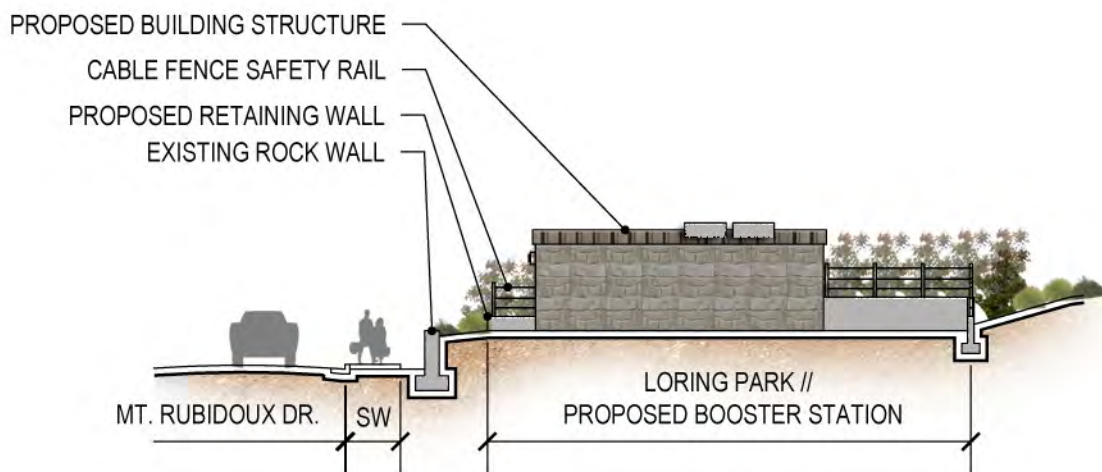 PROPOSED BUILDING STRUCTURE
CABLE FENCE SAFETY RAIL
PROPOSED RETAINING WALL
EXISTING ROCK WALL
MT. RUBIDOUX DR.
SW
LORING PARK //
PROPOSED BOOSTER STATION